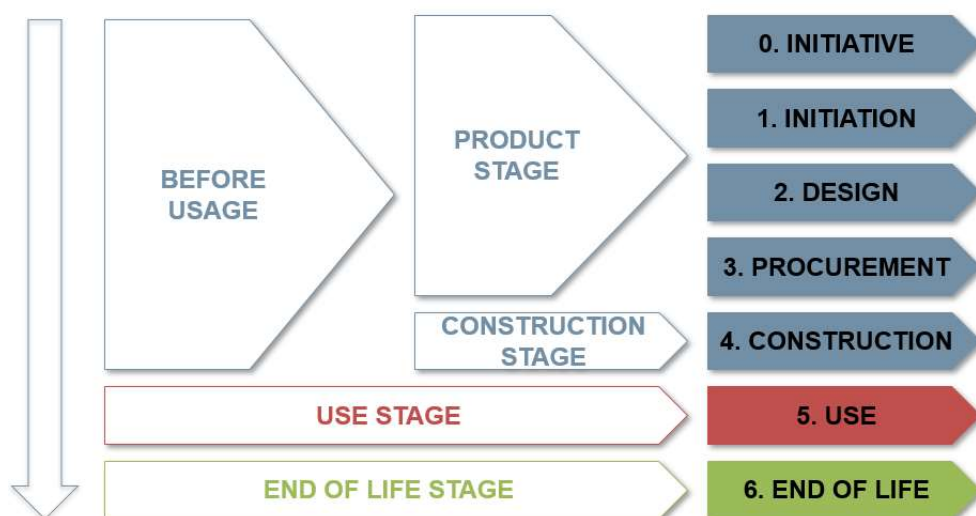 BEFORE
USAGE
PRODUCT
STAGE
CONSTRUCTION
STAGE
USE STAGE
END OF LIFE STAGE
0. INITIATIVE
1. INITIATION
2. DESIGN
3. PROCUREMENT
4. CONSTRUCTION
5. USE
6. END OF LIFE